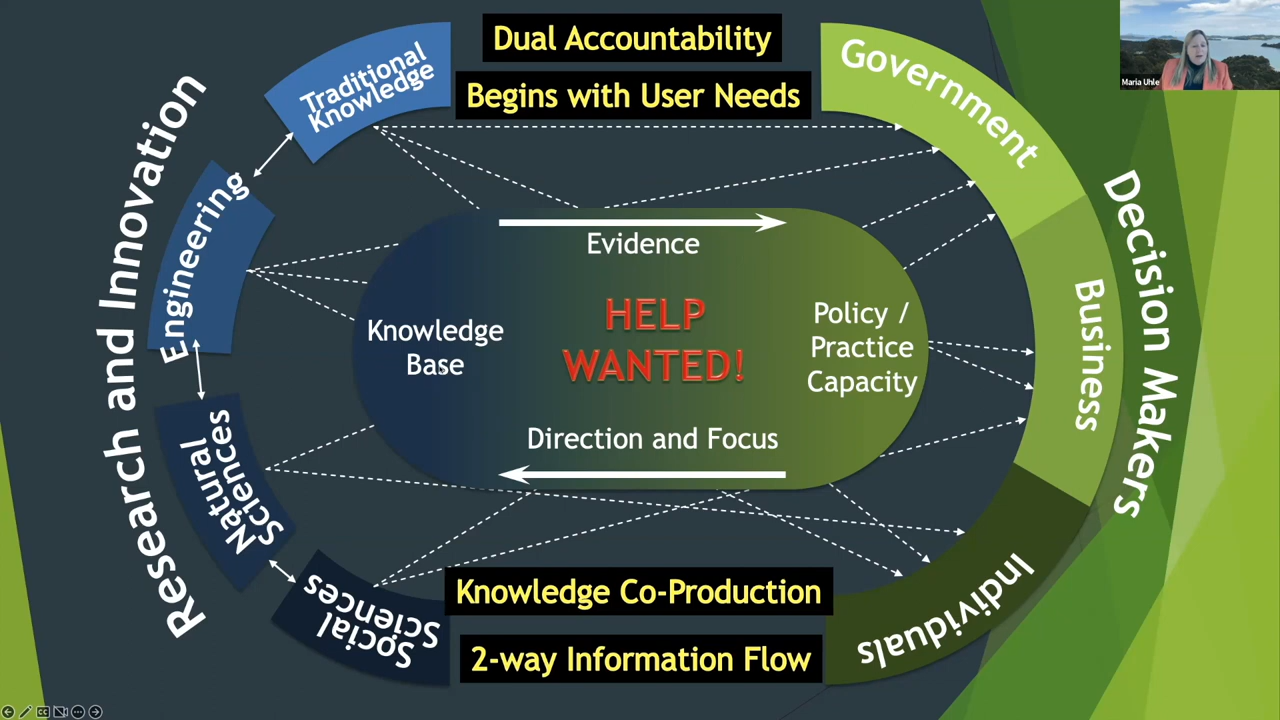 Dual Accountability
Begins with User Needs
Maria Uhle
Research and Innovation
Traditional
Knowledge
Engineering
Natural
Sciences
Social
Sciences
Evidence
HELP
WANTED!
Knowledge
Base
Policy /
Practice
Capacity
Direction and Focus
Government
Business
Individuals
Decision Makers
Knowledge Co-Production
2-way Information Flow